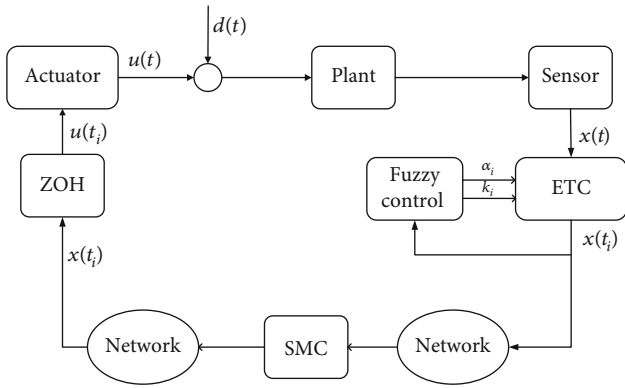 d(t)
Actuator
u(t)
Plant
Sensor
u(t_i)
x(t)
ZOH
Fuzzy
control
α_i
k_i
ETC
x(t_i)
x(t_i)
Network
SMC
Network